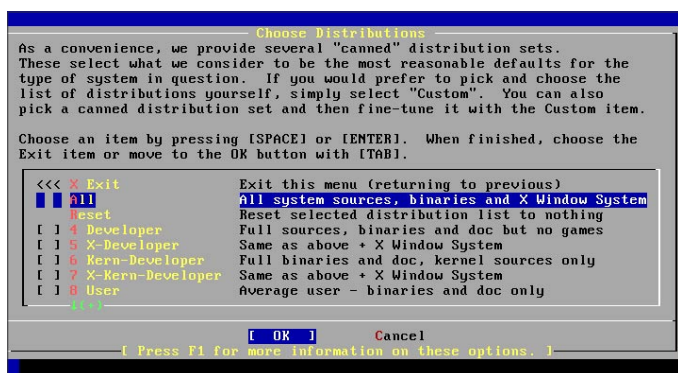 Choose Distributions
As a convenience, we provide several "canned" distribution sets.
These select what we consider to be the most reasonable defaults for the
type of system in question.  If you would prefer to pick and choose the
list of distributions yourself, simply select "Custom".  You can also
pick a canned distribution set and then fine-tune it with the Custom item.
Choose an item by pressing [SPACE] or [ENTER].  When finished, choose the
Exit item or move to the OK button with [TAB].
<<< X Exit Exit this menu (returning to previous)
[ ] All All system sources, binaries and X Window System
Reset Reset selected distribution list to nothing
[ ] 4 Developer Full sources, binaries and doc but no games
[ ] 5 X-Developer Same as above + X Window System
[ ] 6 Kern-Developer Full binaries and doc, kernel sources only
[ ] 7 X-Kern-Developer Same as above + X Window System
[ ] 8 User Average user - binaries and doc only
↓(+)
[ OK ] Cancel
[ Press F1 for more information on these options. ]